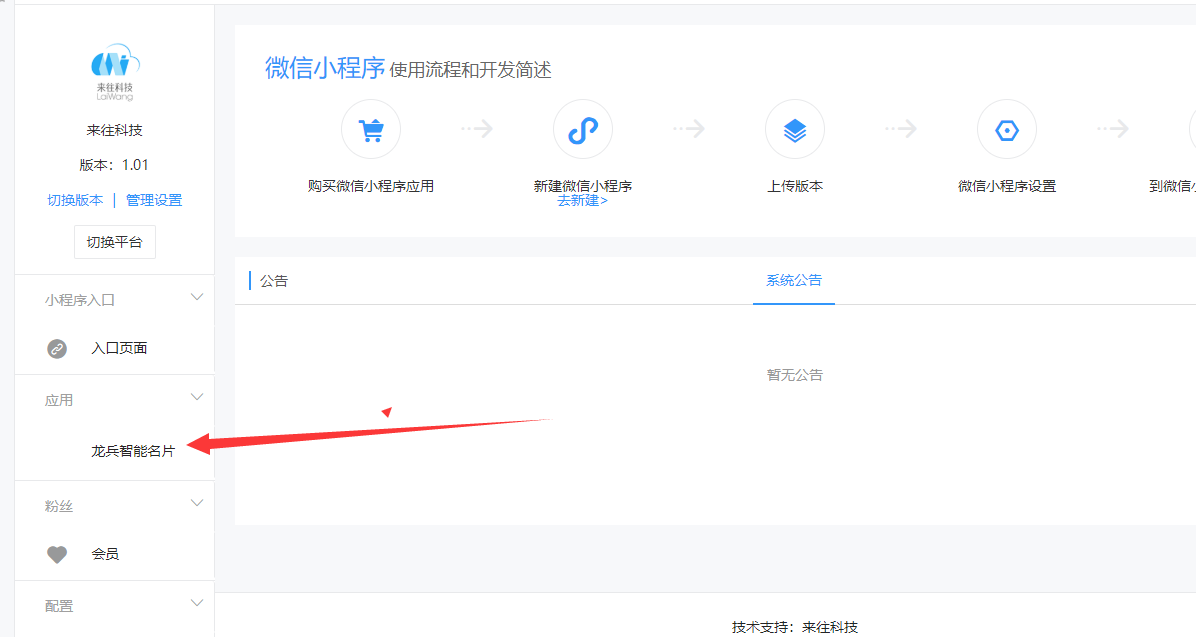 来往科技
LaiWang
来往科技
版本：1.01
切换版本 | 管理设置
切换平台
小程序入口
入口页面
应用
龙兵智能名片
粉丝
会员
配置
微信小程序 使用流程和开发简述
购买微信小程序应用
新建微信小程序
去新建>
上传版本
微信小程序设置
到微信小
公告
系统公告
暂无公告
技术支持：来往科技